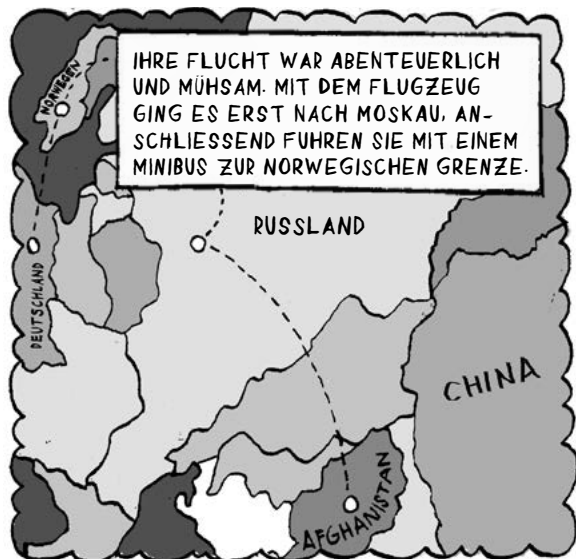 IHRE FLUCHT WAR ABENTEUERLICH
UND MÜHSAM. MIT DEM FLUGZEUG
GING ES ERST NACH MOSKAU, AN-
SCHLIESSEND FUHREN SIE MIT EINEM
MINIBUS ZUR NORWEGISCHEN GRENZE.
NORWEGEN
RUSSLAND
DEUTSCHLAND
CHINA
AFGHANISTAN